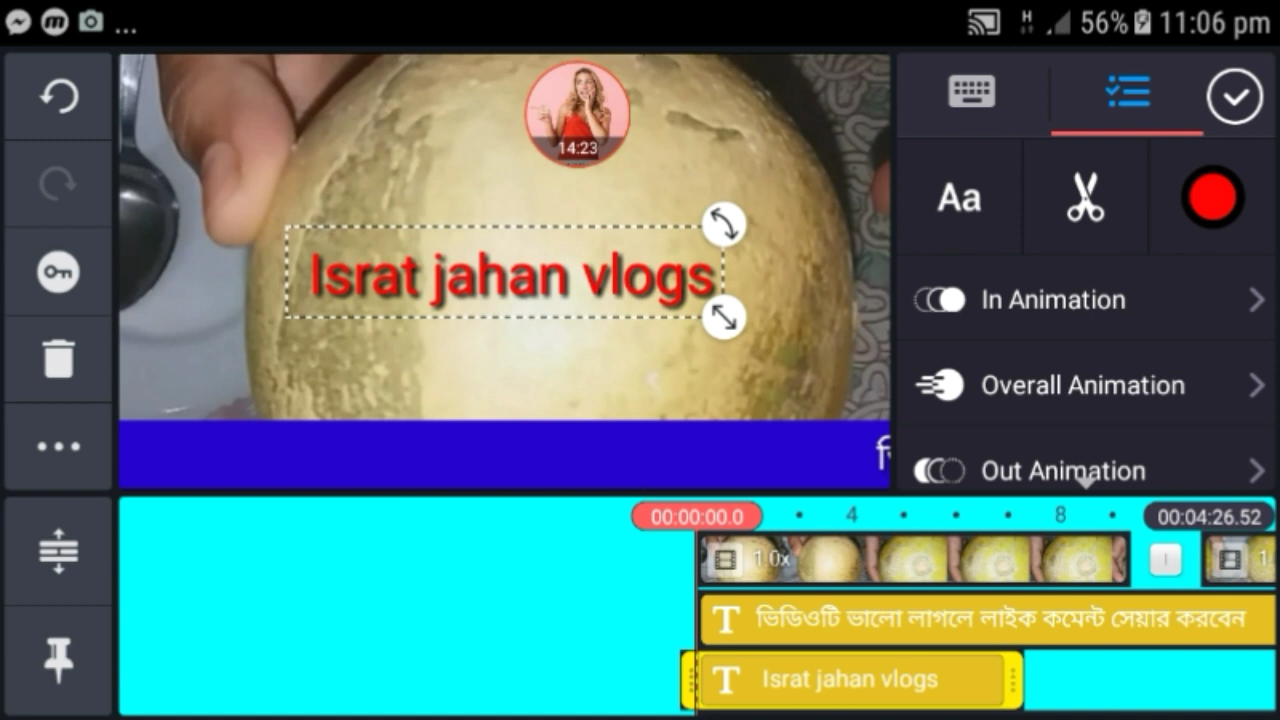 ... H 56% 11:06 pm
14:23
Israt jahan vlogs
Aa
In Animation
Overall Animation
Out Animation
00:00:00.0 4 8 00:04:26.52
1.0x 1
ভিডিওটি ভালো লাগলে লাইক কমেন্ট সেয়ার করবেন
T Israt jahan vlogs